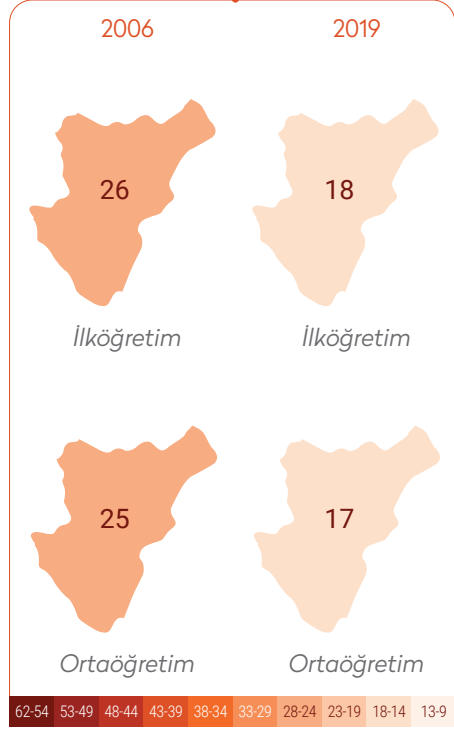 2006 2019
26 18
İlköğretim İlköğretim
25 17
Ortaöğretim Ortaöğretim
62-54 53-49 48-44 43-39 38-34 33-29 28-24 23-19 18-14 13-9